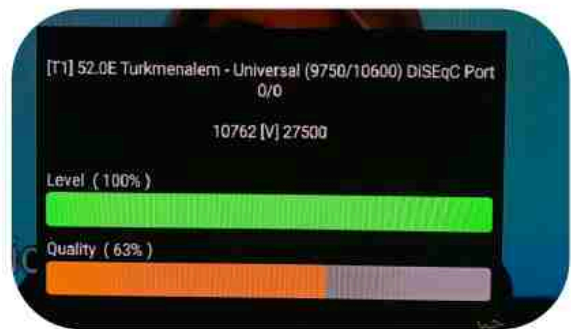 [T1] 52.0E Turkmenalem - Universal (9750/10600) DiSEqC Port
0/0
10762 [V] 27500
Level ( 100% )
Quality ( 63% )